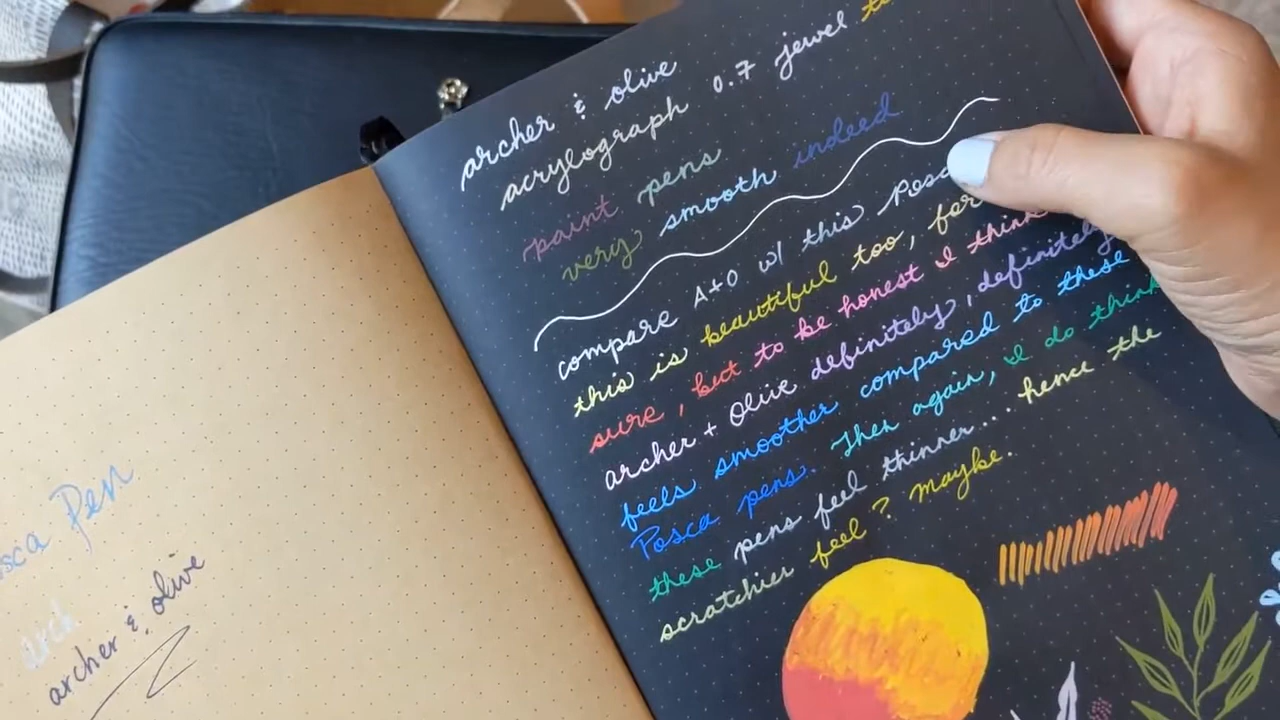 Pen
arch
archer & olive
archer & olive
acrylograph 0.7 jewel
paint pens
very smooth indeed
compare A+O w/ this
this is beautiful too, for
sure, but to be honest I think
archer + Olive definitely, definitely
feels smoother compared to these
Posca pens. Then again, I do think
these pens feel thinner... hence the
scratchier feel? Maybe.